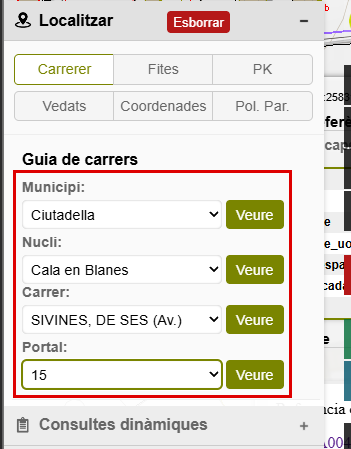 Localitzar Esborrar −
Carrerer Fites PK
Vedats Coordenades Pol. Par.
Guia de carrers
Municipi:
Ciutadella Veure
Nucli:
Cala en Blanes Veure
Carrer:
SIVINES, DE SES (Av.) Veure
Portal:
15 Veure
Consultes dinàmiques +